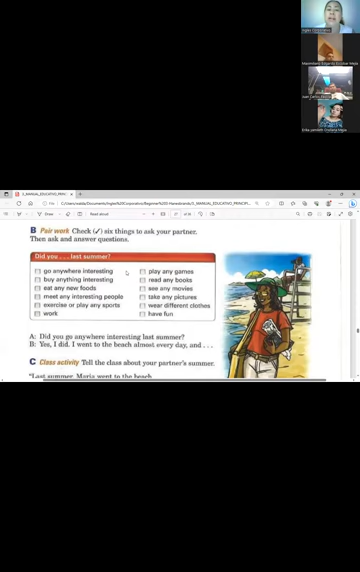 Draw
Read aloud
B Pair work Check (✓) six things to ask your partner.
Then ask and answer questions.
Did you . . . last summer?
go anywhere interesting
buy anything interesting
eat any new foods
meet any interesting people
exercise or play any sports
work
play any games
read any books
see any movies
take any pictures
wear different clothes
have fun
A: Did you go anywhere interesting last summer?
B: Yes, I did. I went to the beach almost every day, and . . .
C Class activity Tell the class about your partner's summer.
"Last summer, Maria went to the beach